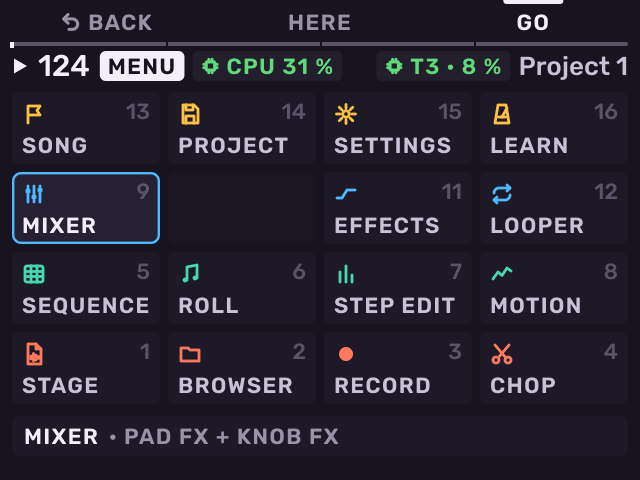 BACK HERE GO
124 MENU CPU 31 % T3 • 8 % Project 1
13 14 15 16
SONG PROJECT SETTINGS LEARN
9 11 12
MIXER EFFECTS LOOPER
5 6 7 8
SEQUENCE ROLL STEP EDIT MOTION
1 2 3 4
STAGE BROWSER RECORD CHOP
MIXER • PAD FX + KNOB FX